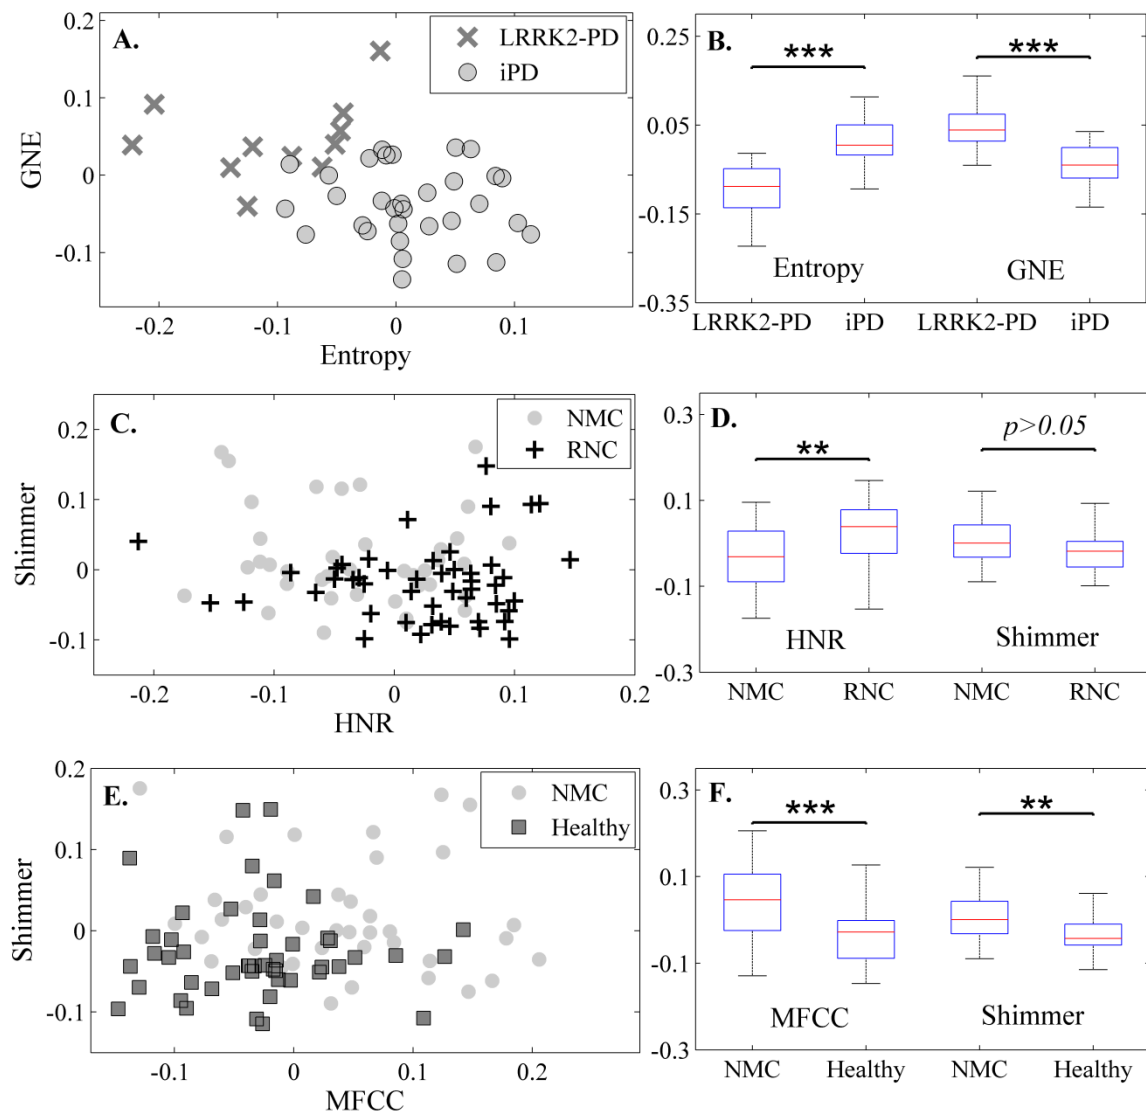 A.
LRRK2-PD
iPD
0.2
0.1
0
-0.1
GNE
-0.2
-0.1
0
0.1
Entropy
B.
0.25
0.05
-0.15
-0.35
***
***
Entropy
GNE
LRRK2-PD
iPD
LRRK2-PD
iPD
C.
NMC
RNC
0.2
0.1
0
-0.1
Shimmer
-0.2
-0.1
0
0.1
0.2
HNR
D.
0.3
0.1
-0.1
-0.3
**
p>0.05
HNR
Shimmer
NMC
RNC
NMC
RNC
E.
NMC
Healthy
0.2
0.1
0
-0.1
Shimmer
-0.1
0
0.1
0.2
MFCC
F.
0.3
0.1
-0.1
-0.3
***
**
MFCC
Shimmer
NMC
Healthy
NMC
Healthy